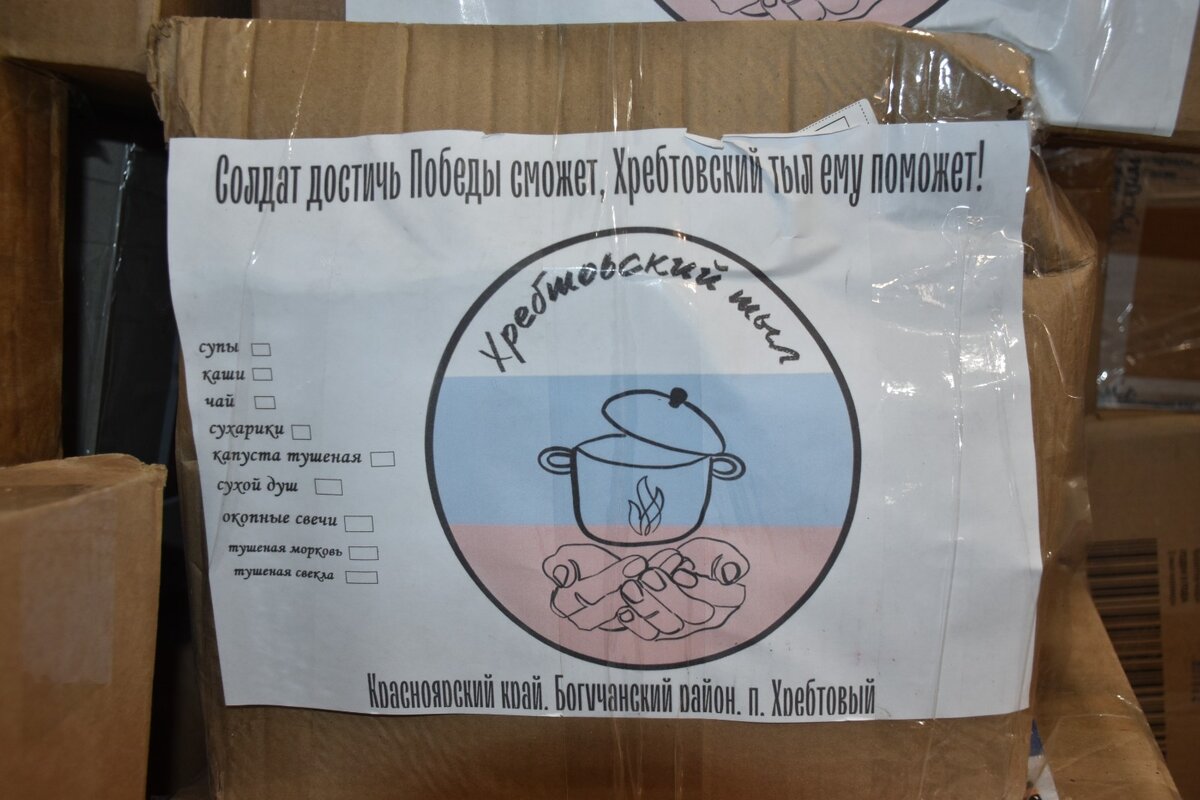 Солдат достичь Победы сможет, Хребтовский тыл ему поможет!
Хребтовский тыл
супы
каши
чай
сухарики
капуста тушеная
сухой душ
окопные свечи
тушеная морковь
тушеная свекла
Красноярский край. Богучанский район. п. Хребтовый